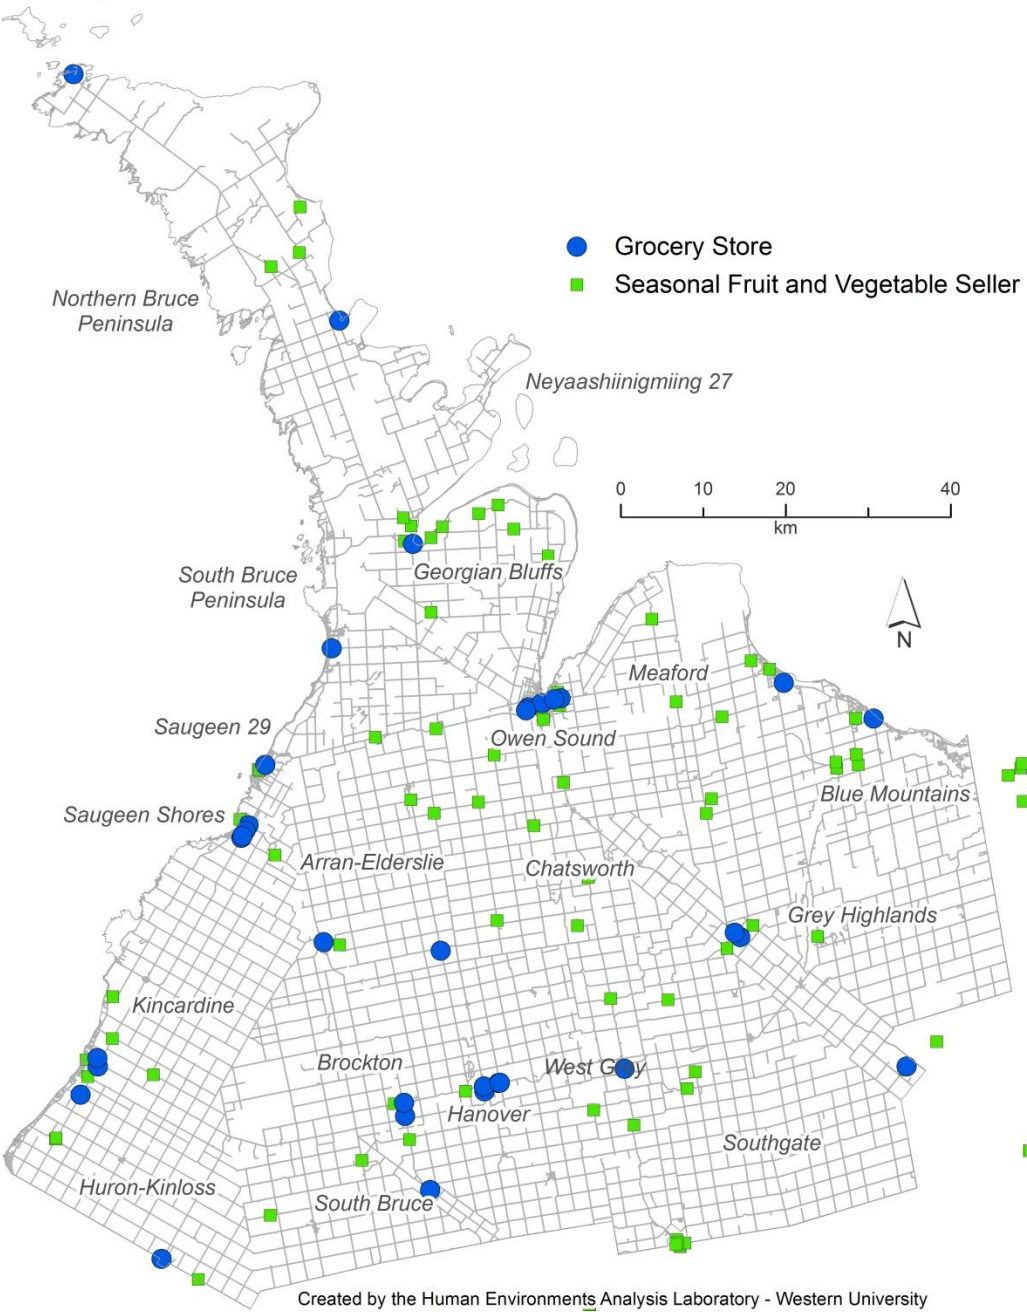 Grocery Store
Seasonal Fruit and Vegetable Seller
Northern Bruce
Peninsula
Neyaashiinigmiing 27
0 10 20 40
km
South Bruce
Peninsula
Georgian Bluffs
N
Meaford
Saugeen 29
Owen Sound
Blue Mountains
Saugeen Shores
Arran-Elderslie
Chatsworth
Grey Highlands
Kincardine
Brockton
West Grey
Hanover
Southgate
Huron-Kinloss
South Bruce
Created by the Human Environments Analysis Laboratory - Western University